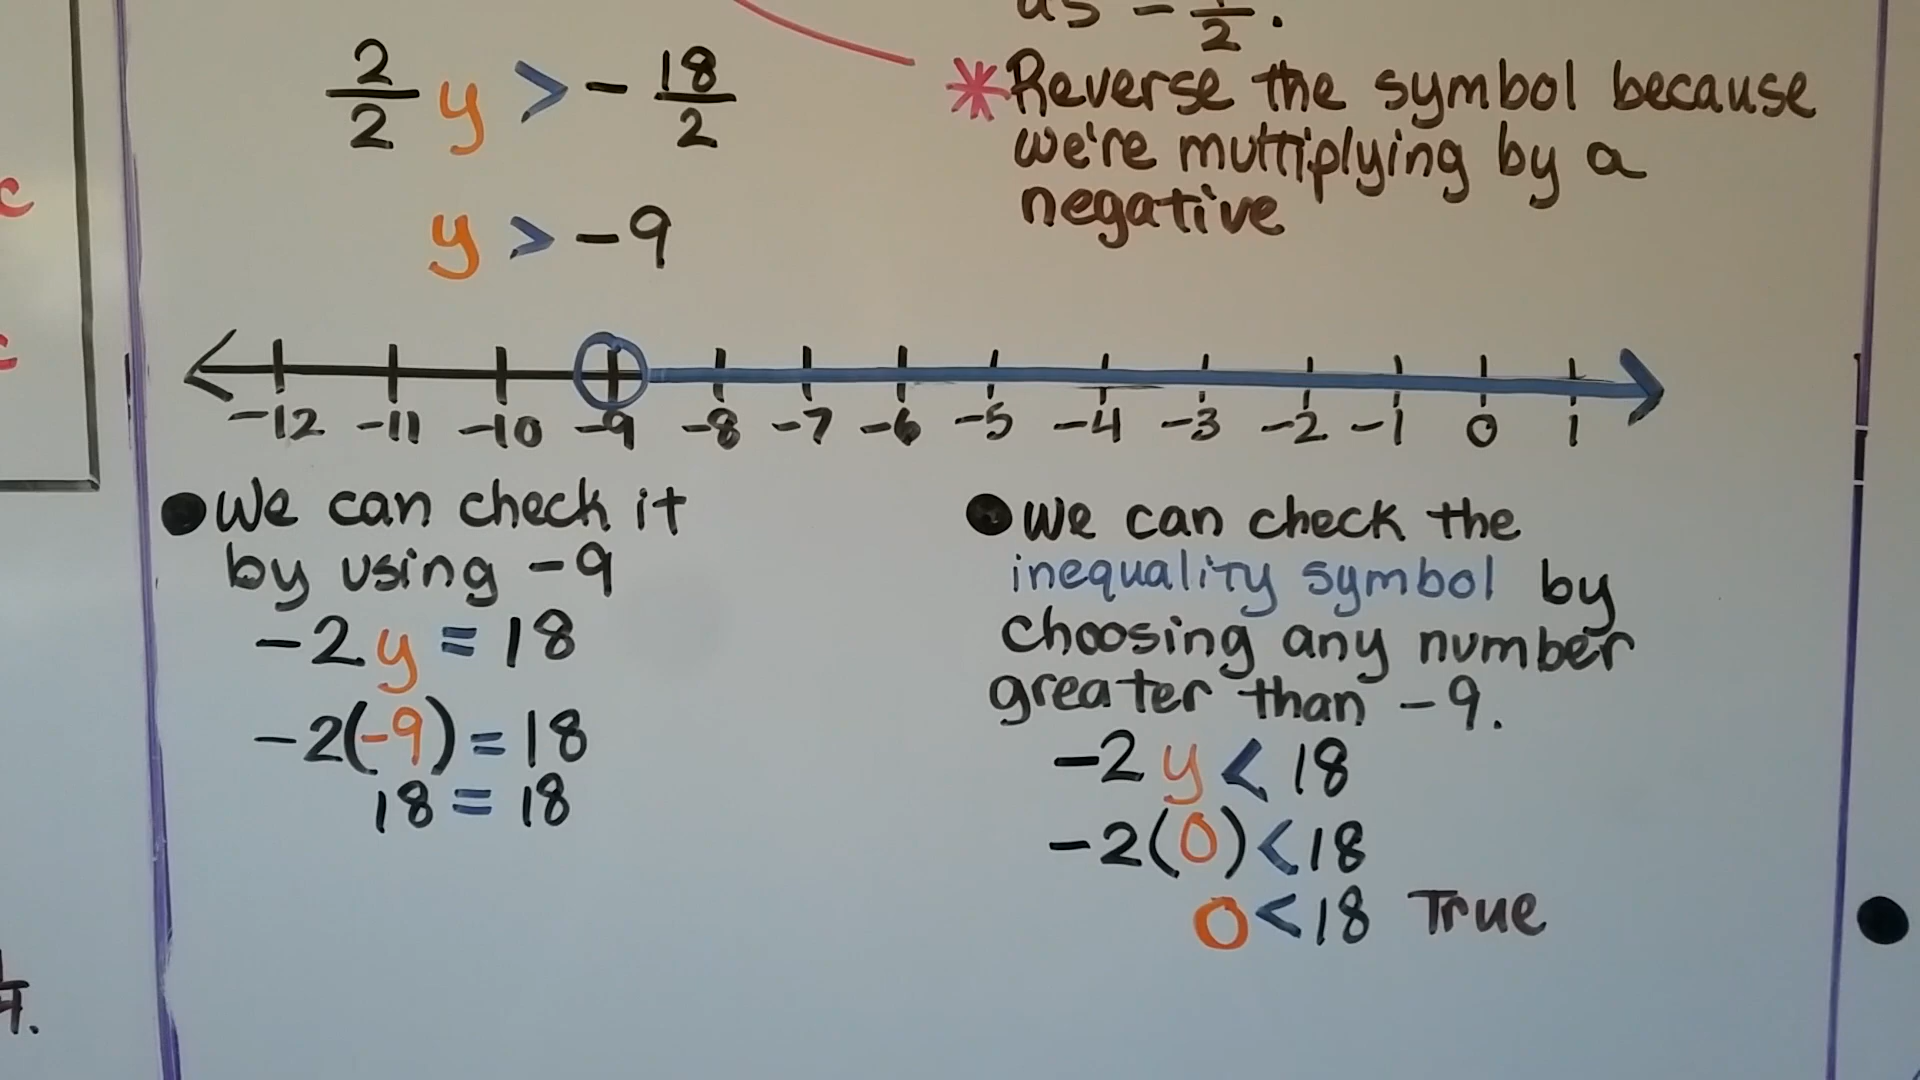 as - 1/2.
2/2 y > - 18/2
*Reverse the symbol because
we're multiplying by a
negative
y > -9
-12 -11 -10 -9 -8 -7 -6 -5 -4 -3 -2 -1 0 1
●We can check it
by using -9
-2y = 18
-2(-9) = 18
18 = 18
●We can check the
inequality symbol by
choosing any number
greater than -9.
-2y < 18
-2(0) < 18
0 < 18 True